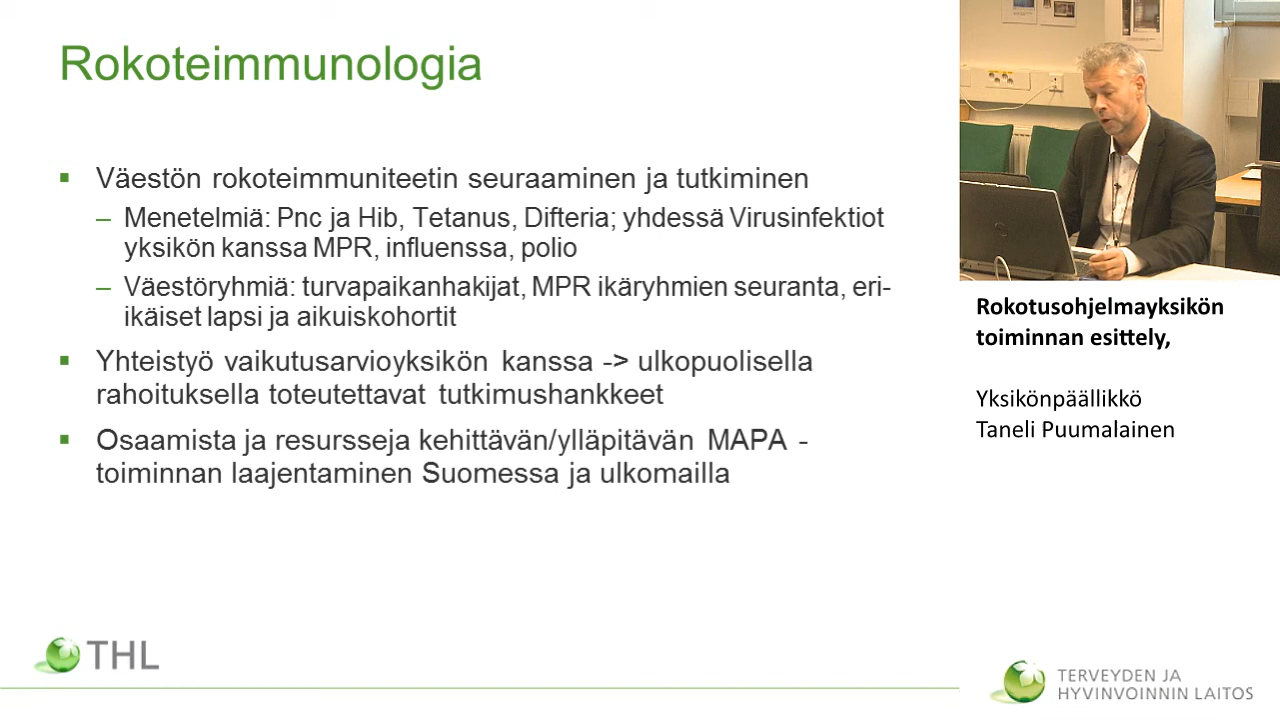 Rokoteimmunologia
▪ Väestön rokoteimmuniteetin seuraaminen ja tutkiminen
– Menetelmiä: Pnc ja Hib, Tetanus, Difteria; yhdessä Virusinfektiot
yksikön kanssa MPR, influenssa, polio
– Väestöryhmiä: turvapaikanhakijat, MPR ikäryhmien seuranta, eri-
ikäiset lapsi ja aikuiskohortit
▪ Yhteistyö vaikutusarvioyksikön kanssa -> ulkopuolisella
rahoituksella toteutettavat tutkimushankkeet
▪ Osaamista ja resursseja kehittävän/ylläpitävän MAPA -
toiminnan laajentaminen Suomessa ja ulkomailla
THL
Rokotusohjelmayksikön
toiminnan esittely,
Yksikönpäällikkö
Taneli Puumalainen
TERVEYDEN JA
HYVINVOINNIN LAITOS